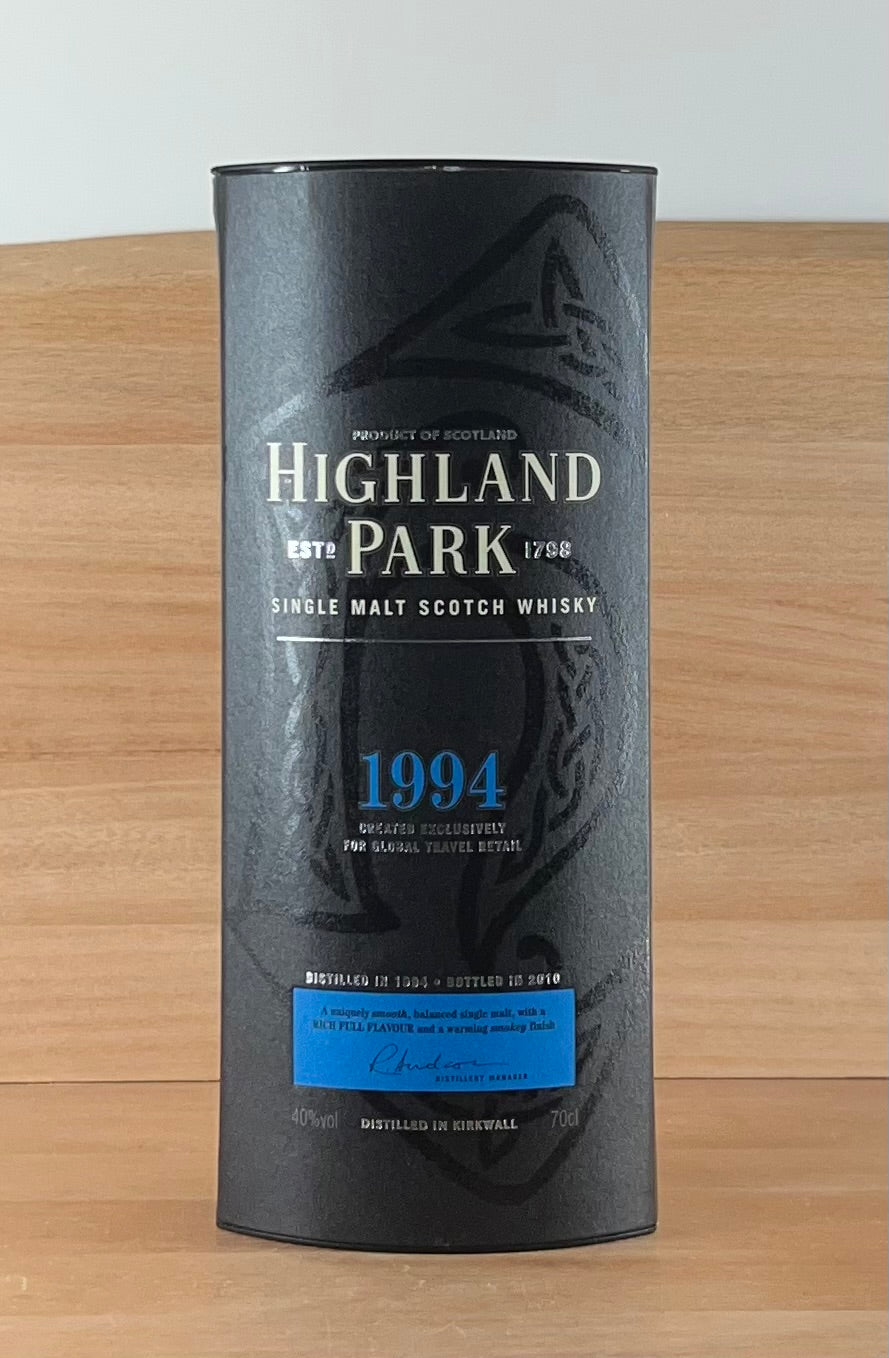 PRODUCT OF SCOTLAND
HIGHLAND
ESTD PARK 1798
SINGLE MALT SCOTCH WHISKY
1994
CREATED EXCLUSIVELY
FOR GLOBAL TRAVEL RETAIL
DISTILLED IN 1994 • BOTTLED IN 2010
A uniquely smooth, balanced single malt, with a
RICH FULL FLAVOUR and a warming smokey finish
DISTILLERY MANAGER
40%vol DISTILLED IN KIRKWALL 70cl